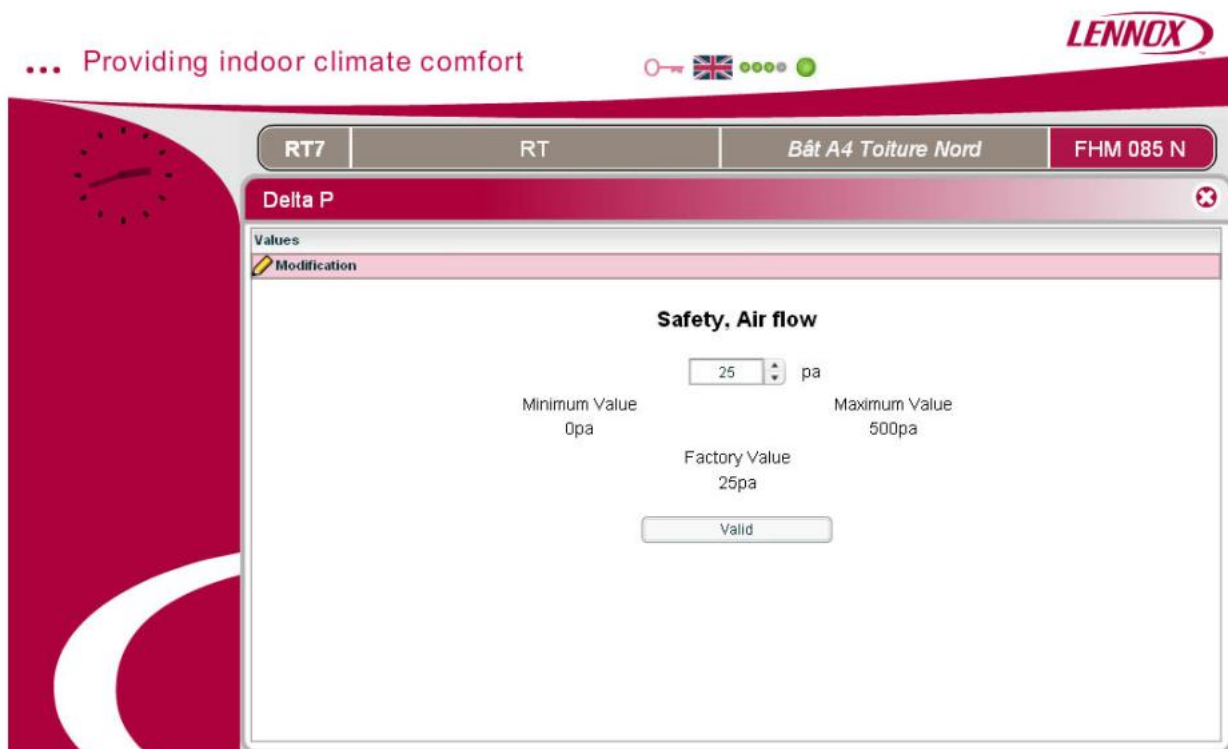 ... Providing indoor climate comfort
LENNOX
RT7 RT Bât A4 Toiture Nord FHM 085 N
Delta P
Values
Modification
Safety, Air flow
25 pa
Minimum Value Maximum Value
0pa 500pa
Factory Value
25pa
Valid